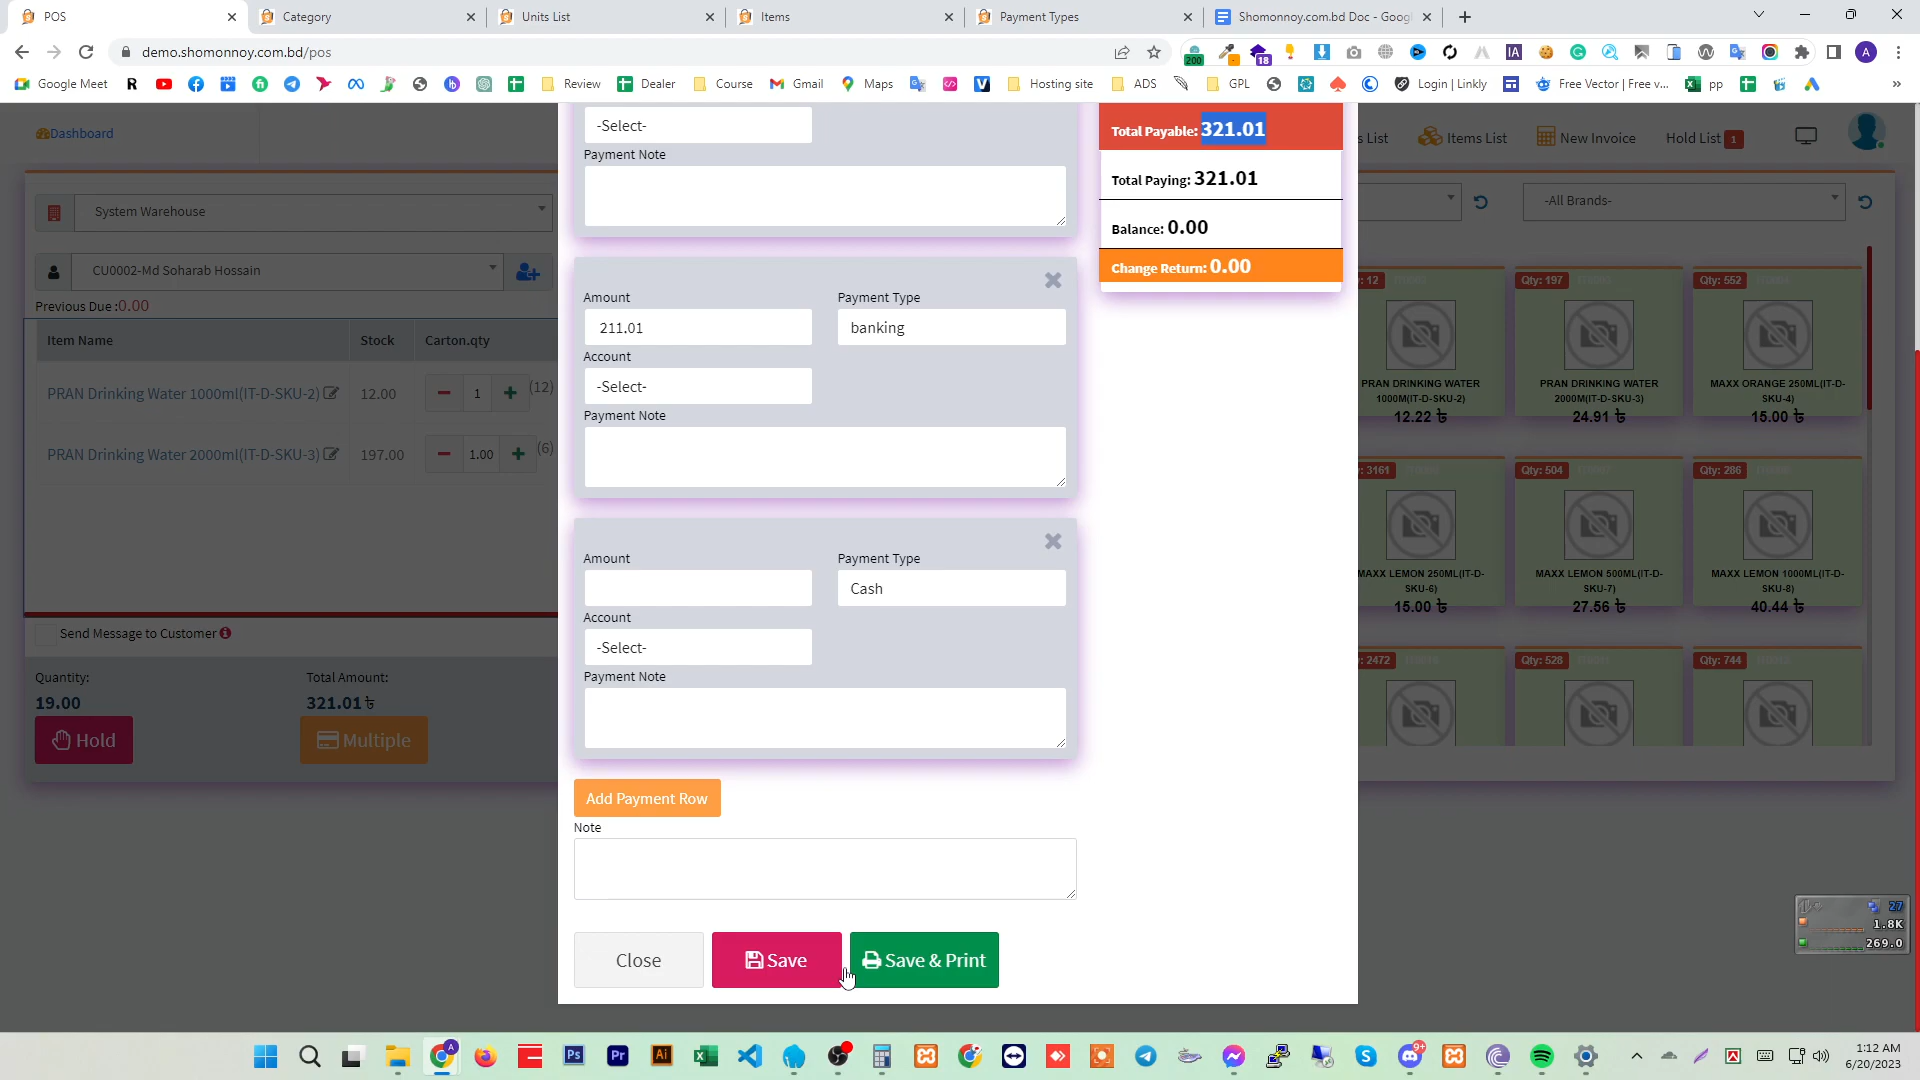 POS
Category
Units List
Items
Payment Types
Shomonnoy.com.bd Doc - Goog
demo.shomonnoy.com.bd/pos
200
18
A
Google Meet
Review
Dealer
Course
Gmail
Maps
Hosting site
ADS
GPL
Login | Linkly
Free Vector | Free v...
pp
Dashboard
s List
Items List
New Invoice
Hold List 1
System Warehouse
CU0002-Md Soharab Hossain
Previous Due :0.00
Item Name
Stock
Carton.qty
PRAN Drinking Water 1000ml(IT-D-SKU-2)
12.00
1
(12)
PRAN Drinking Water 2000ml(IT-D-SKU-3)
197.00
1.00
(6)
Send Message to Customer
Quantity:
19.00
Total Amount:
321.01 ৳
Hold
Multiple
-Select-
Payment Note
Amount
Payment Type
211.01
banking
Account
-Select-
Payment Note
Amount
Payment Type
Cash
Account
-Select-
Payment Note
Add Payment Row
Note
Close
Save
Save & Print
Total Payable: 321.01
Total Paying: 321.01
Balance: 0.00
Change Return: 0.00
-All Brands-
: 12
Qty: 197
Qty: 552
PRAN DRINKING WATER
1000M(IT-D-SKU-2)
12.22 ৳
PRAN DRINKING WATER
2000M(IT-D-SKU-3)
24.91 ৳
MAXX ORANGE 250ML(IT-D-
SKU-4)
15.00 ৳
: 3161
Qty: 504
Qty: 286
MAXX LEMON 250ML(IT-D-
SKU-6)
15.00 ৳
MAXX LEMON 500ML(IT-D-
SKU-7)
27.56 ৳
MAXX LEMON 1000ML(IT-D-
SKU-8)
40.44 ৳
: 2472
Qty: 528
Qty: 744
27
1.8K
269.0
1:12 AM
6/20/2023